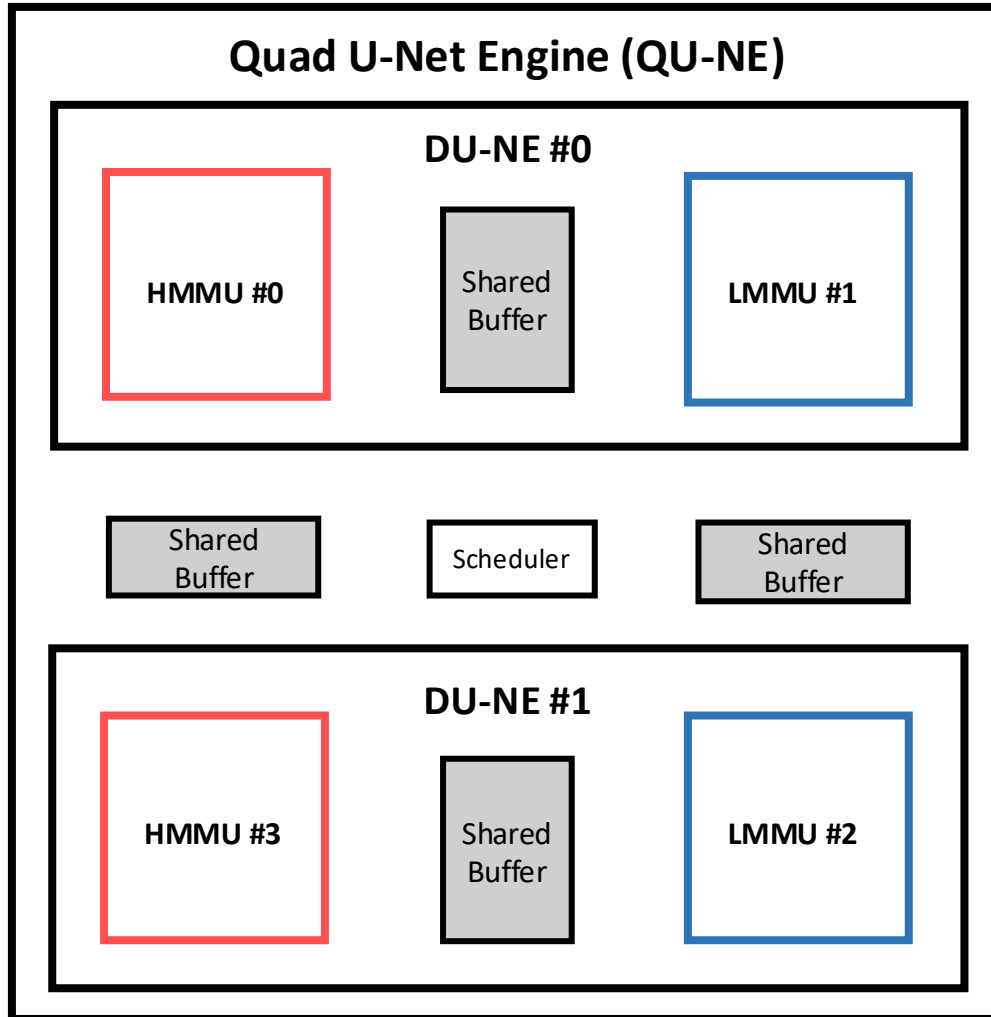 Quad U-Net Engine (QU-NE)
DU-NE #0
HMMU #0
Shared
Buffer
LMMU #1
Shared
Buffer
Scheduler
Shared
Buffer
DU-NE #1
HMMU #3
Shared
Buffer
LMMU #2